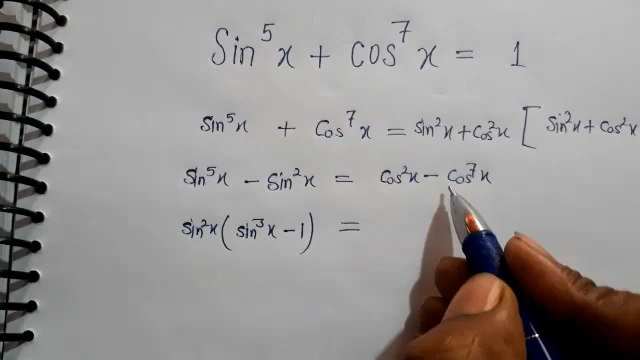 Sin⁵x + cos⁷x = 1
Sin⁵x + Cos⁷x = Sin²x + Cos²x [ Sin²x + Cos²x
Sin⁵x − Sin²x = Cos²x − Cos⁷x
Sin²x (Sin³x − 1) =